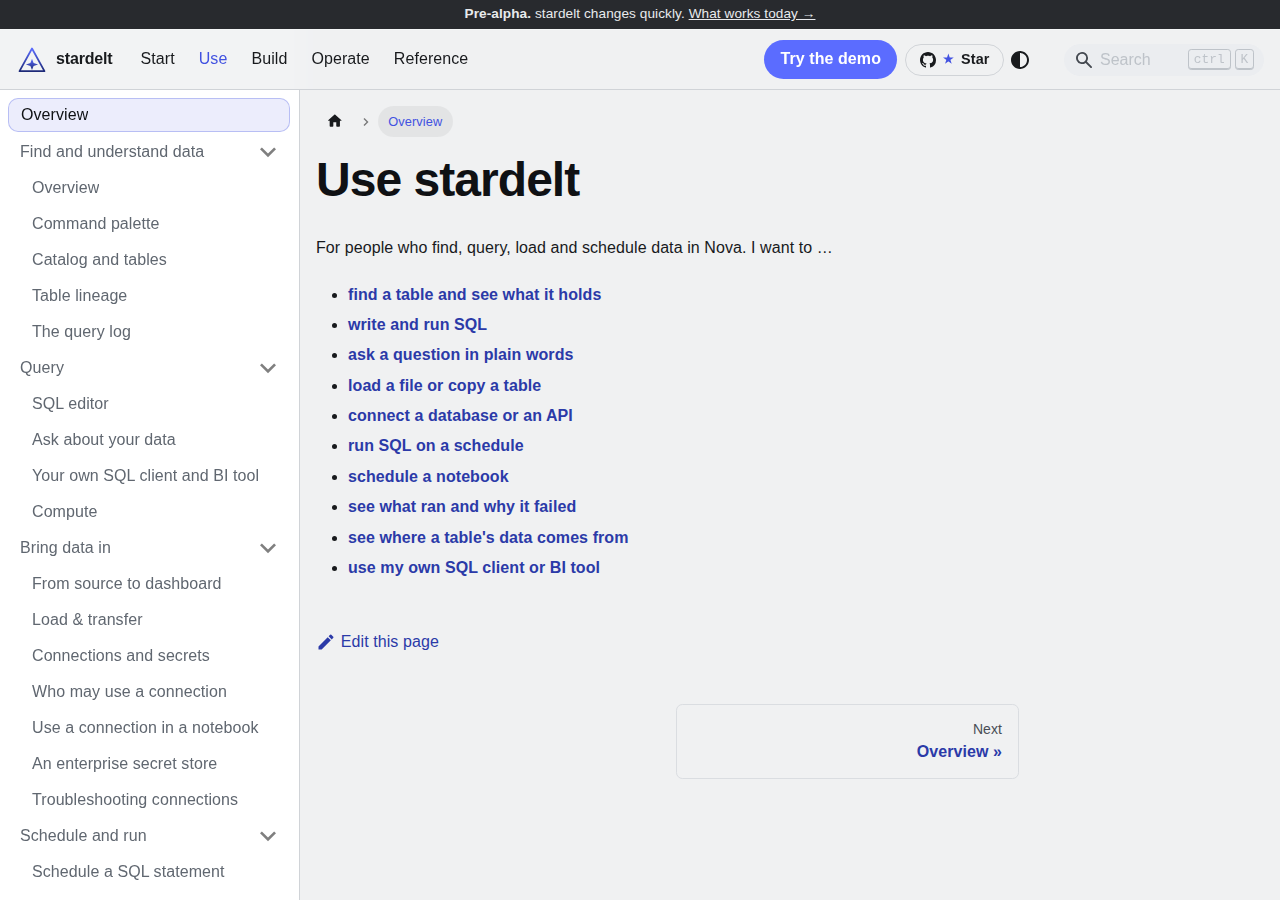 Pre-alpha. stardelt changes quickly. What works today →
stardelt Start Use Build Operate Reference Try the demo ★ Star Search ctrl K
Overview
Find and understand data
Overview
Command palette
Catalog and tables
Table lineage
The query log
Query
SQL editor
Ask about your data
Your own SQL client and BI tool
Compute
Bring data in
From source to dashboard
Load & transfer
Connections and secrets
Who may use a connection
Use a connection in a notebook
An enterprise secret store
Troubleshooting connections
Schedule and run
Schedule a SQL statement
Overview
Use stardelt
For people who find, query, load and schedule data in Nova. I want to …
find a table and see what it holds
write and run SQL
ask a question in plain words
load a file or copy a table
connect a database or an API
run SQL on a schedule
schedule a notebook
see what ran and why it failed
see where a table's data comes from
use my own SQL client or BI tool
Edit this page
Next
Overview »